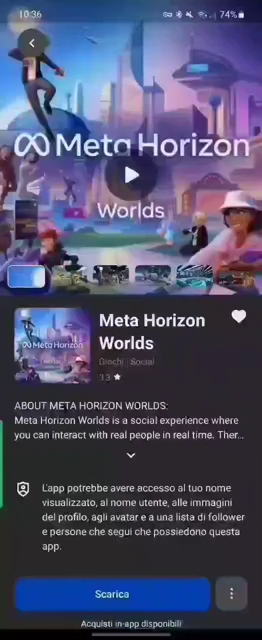 10:36
74%
Meta Horizon
Worlds
Meta Horizon
Worlds
Meta Horizon
Giochi · Social
3,3 ★
ABOUT META HORIZON WORLDS:
Meta Horizon Worlds is a social experience where
you can interact with real people in real time. Ther...
L'app potrebbe avere accesso al tuo nome
visualizzato, al nome utente, alle immagini
del profilo, agli avatar e a una lista di follower
e persone che segui che possiedono questa
app.
Scarica
Acquisti in-app disponibili